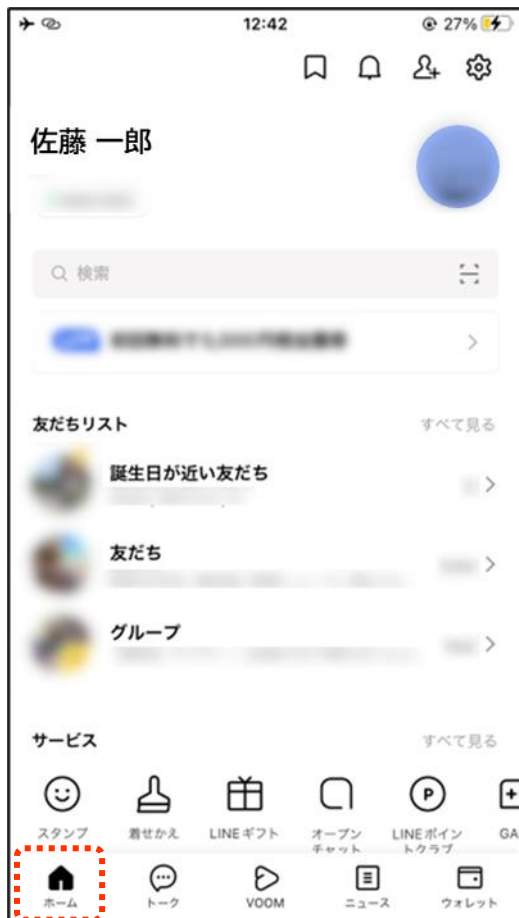 12:42
27%
佐藤 一郎
検索
友だちリスト
すべて見る
誕生日が近い友だち
友だち
グループ
サービス
すべて見る
スタンプ
着せかえ
LINEギフト
オープン
チャット
LINEポイン
トクラブ
GA
ホーム
トーク
VOOM
ニュース
ウォレット